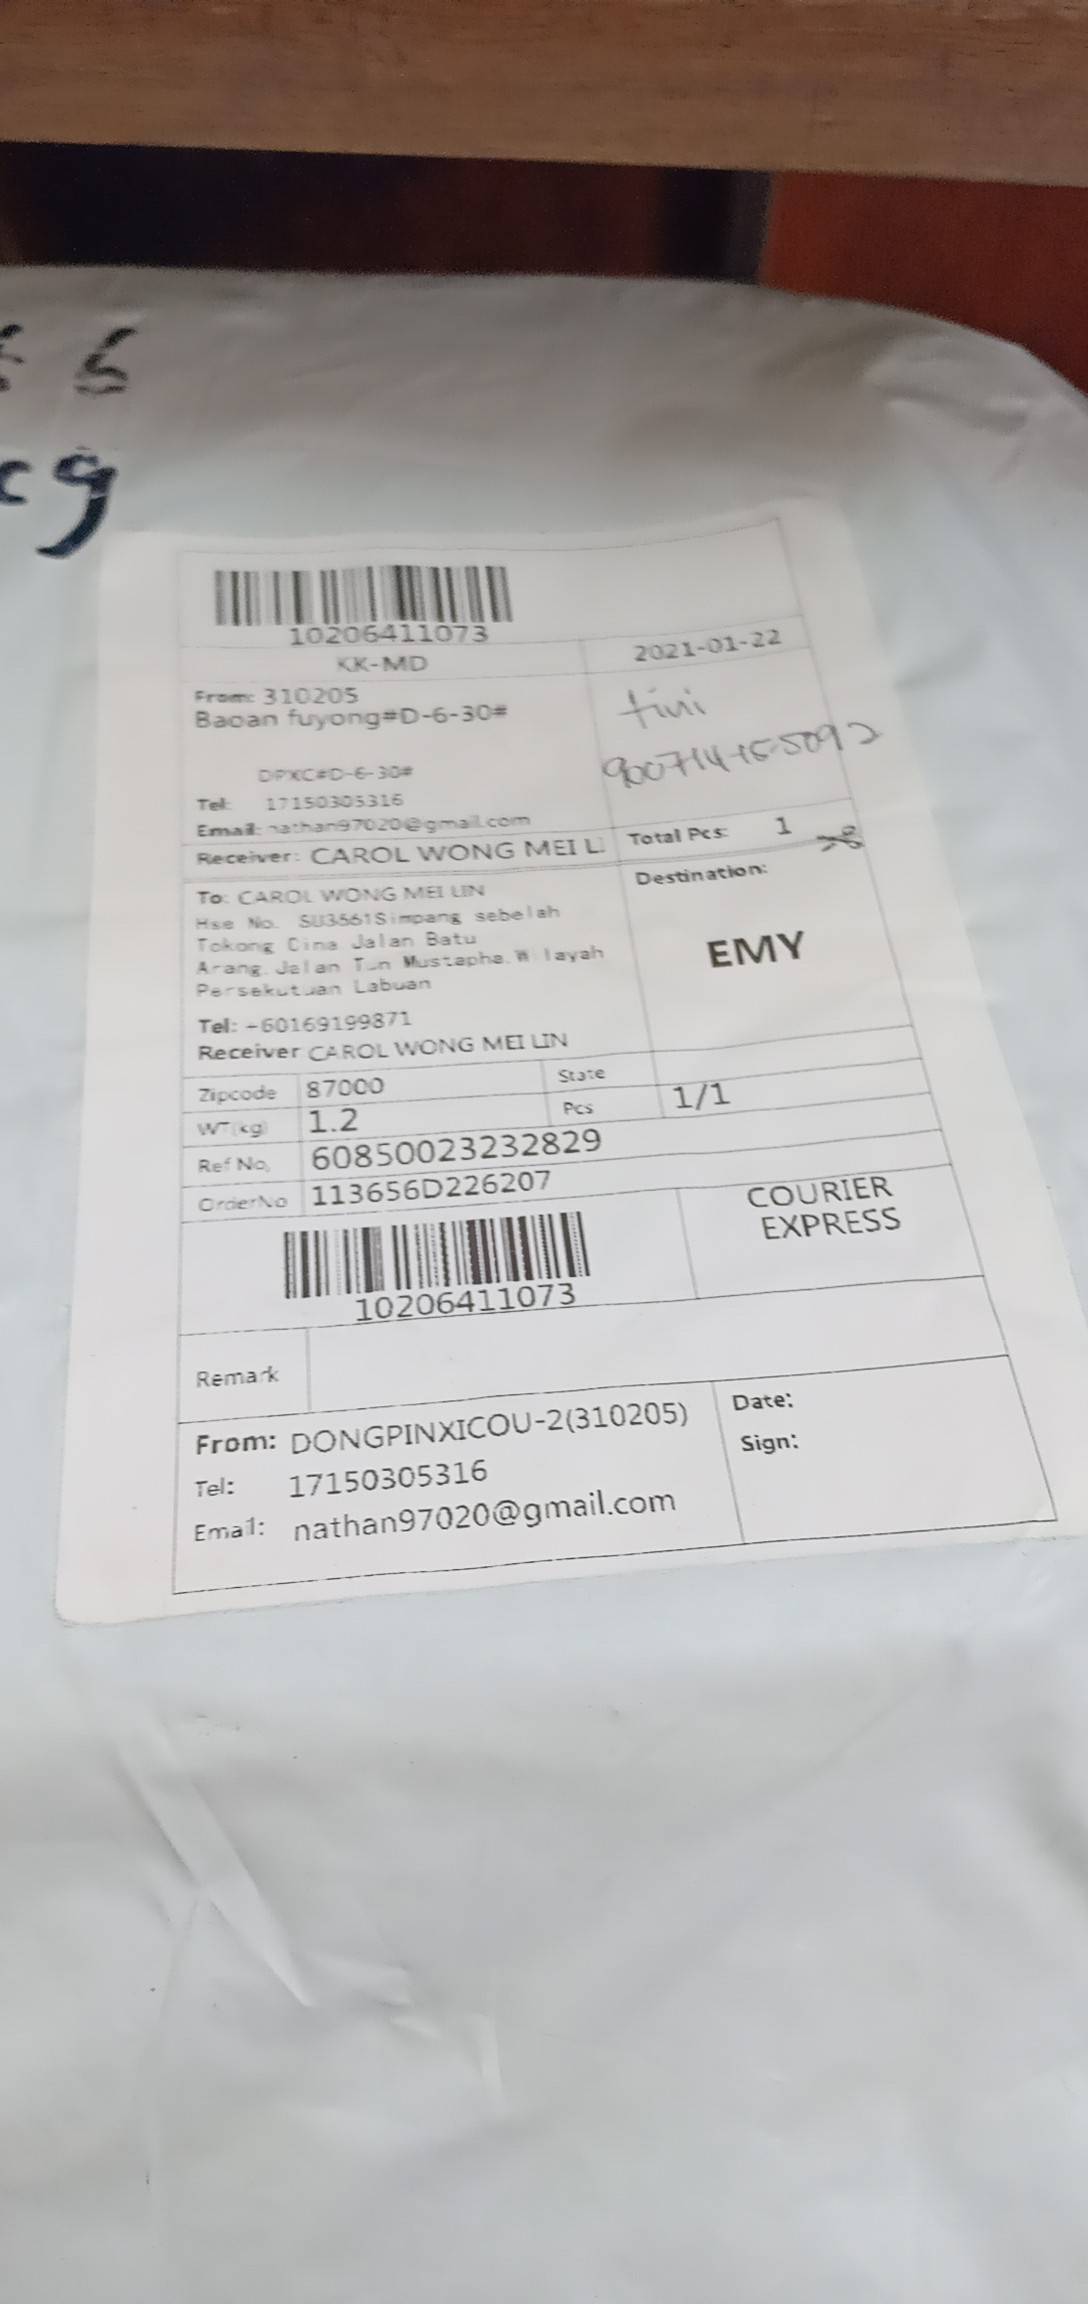 10206411073
KK-MD
2021-01-22
From: 310205
Baoan fuyong#D-6-30#
tini
DPXC#D-6-30#
Tel: 17150305316
Email: nathan97020@gmail.com
Receiver: CAROL WONG MEI LI
Total Pcs: 1
To: CAROL WONG MEI LIN
Destination:
Hse No. SU3561Simpang sebelah
Tokong Cina Jalan Batu
Arang.Jalan Tun Mustapha.Wilayah
Persekutuan Labuan
EMY
Tel: +60169199871
Receiver CAROL WONG MEI LIN
Zipcode 87000 State
WT(kg) 1.2 Pcs 1/1
Ref No, 60850023232829
OrderNo 113656D226207
10206411073
COURIER
EXPRESS
Remark
From: DONGPINXICOU-2(310205)
Date:
Tel: 17150305316
Sign:
Email: nathan97020@gmail.com